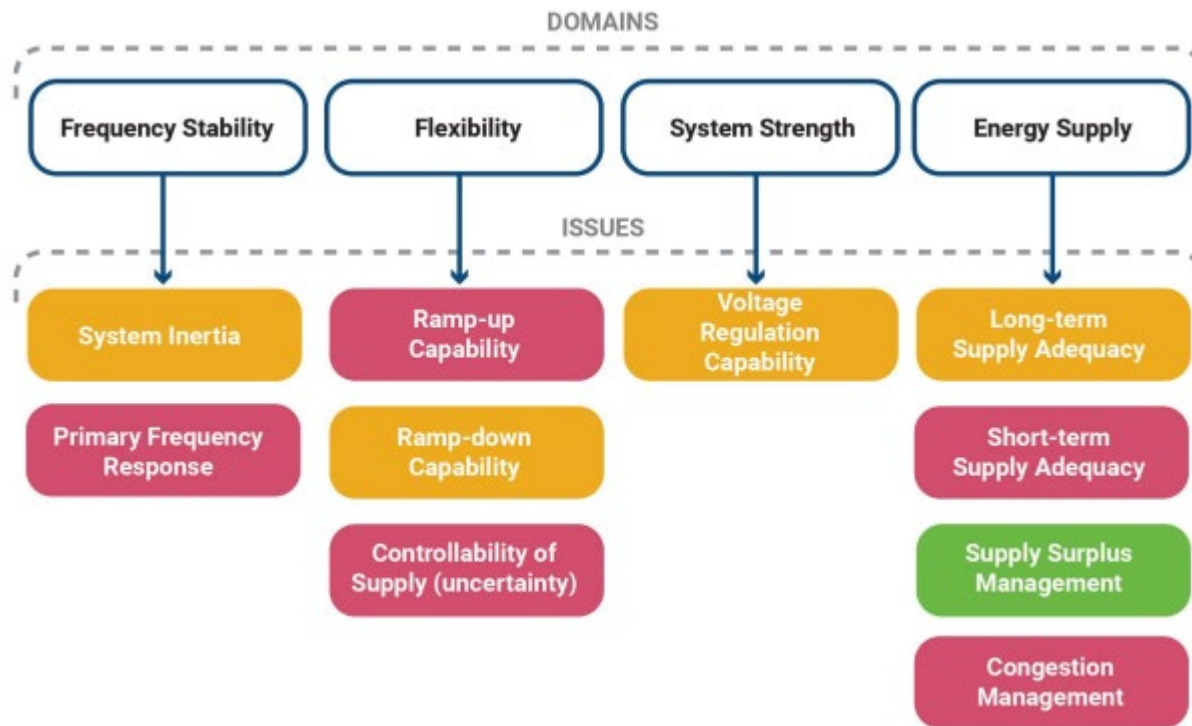 DOMAINS
Frequency Stability
Flexibility
System Strength
Energy Supply
ISSUES
System Inertia
Primary Frequency
Response
Ramp-up
Capability
Ramp-down
Capability
Controllability of
Supply (uncertainty)
Voltage
Regulation
Capability
Long-term
Supply Adequacy
Short-term
Supply Adequacy
Supply Surplus
Management
Congestion
Management